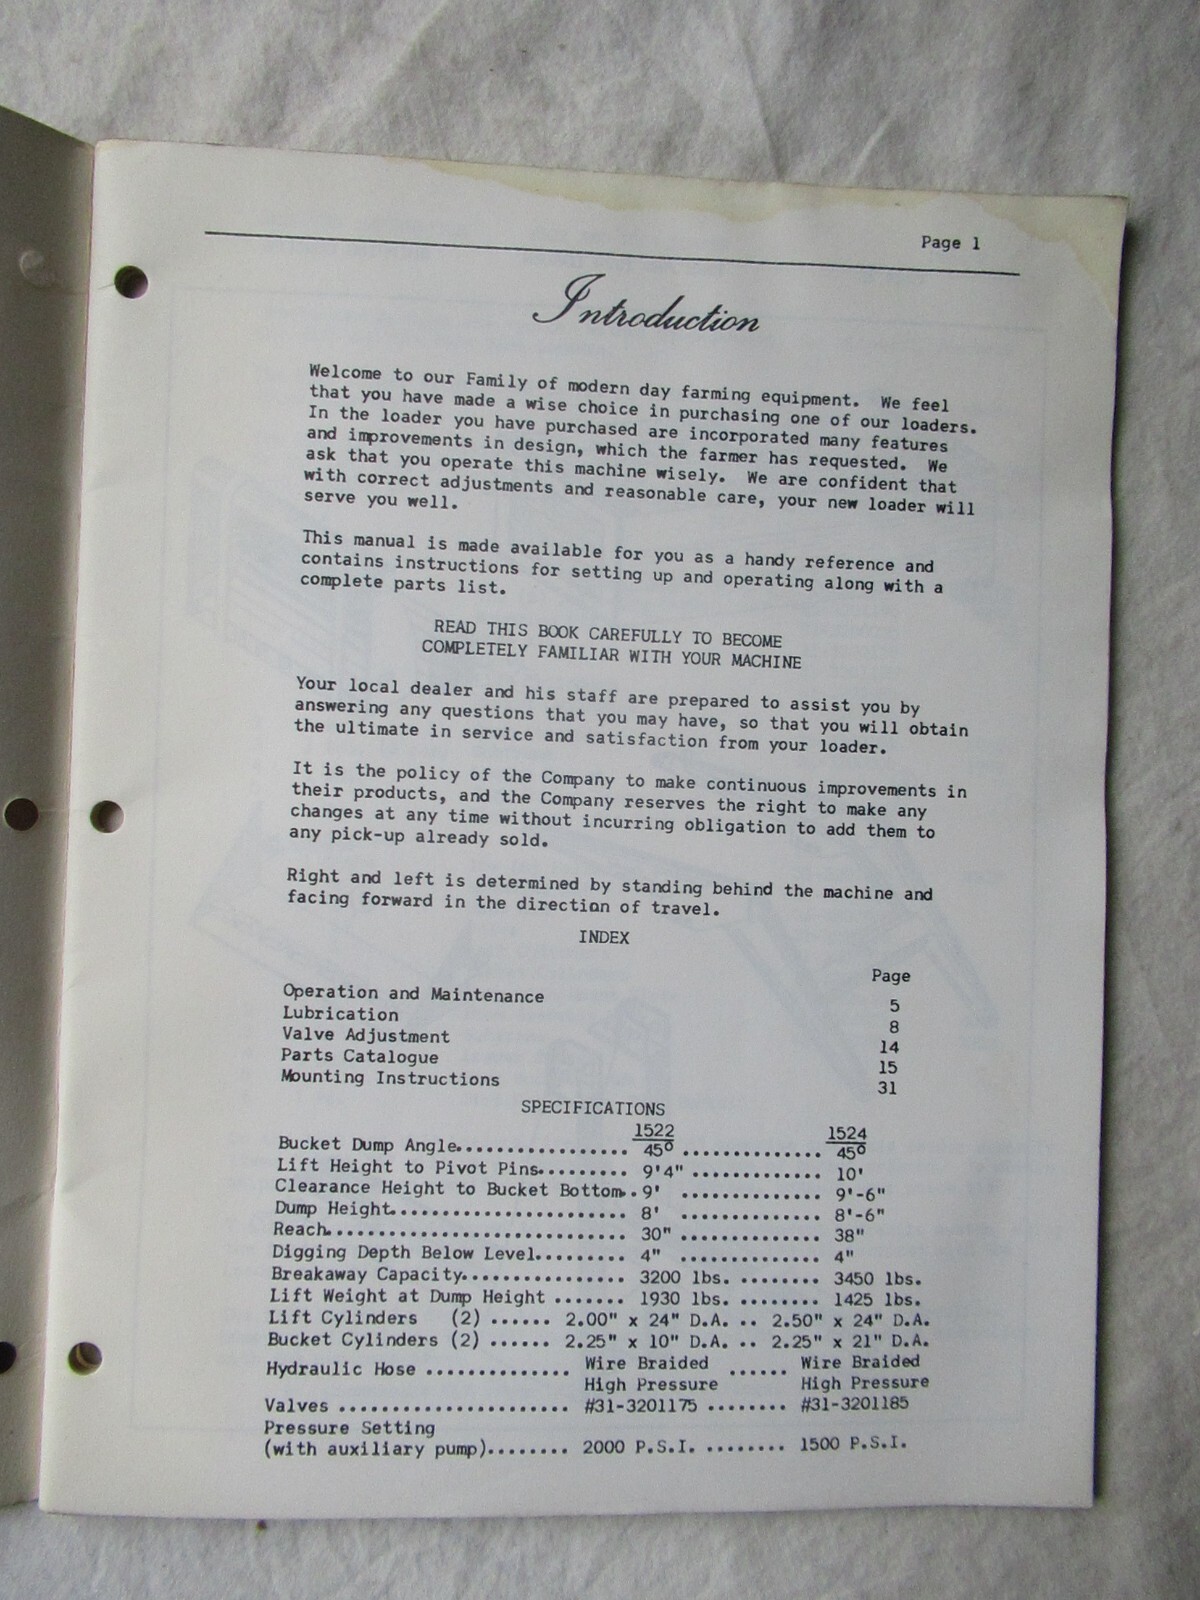 Page 1
Introduction
Welcome to our Family of modern day farming equipment. We feel
that you have made a wise choice in purchasing one of our loaders.
In the loader you have purchased are incorporated many features
and improvements in design, which the farmer has requested. We
ask that you operate this machine wisely. We are confident that
with correct adjustments and reasonable care, your new loader will
serve you well.
This manual is made available for you as a handy reference and
contains instructions for setting up and operating along with a
complete parts list.
READ THIS BOOK CAREFULLY TO BECOME
COMPLETELY FAMILIAR WITH YOUR MACHINE
Your local dealer and his staff are prepared to assist you by
answering any questions that you may have, so that you will obtain
the ultimate in service and satisfaction from your loader.
It is the policy of the Company to make continuous improvements in
their products, and the Company reserves the right to make any
changes at any time without incurring obligation to add them to
any pick-up already sold.
Right and left is determined by standing behind the machine and
facing forward in the direction of travel.
INDEX
Page
Operation and Maintenance 5
Lubrication 8
Valve Adjustment 14
Parts Catalogue 15
Mounting Instructions 31
SPECIFICATIONS
1522 1524
Bucket Dump Angle................. 45º .............. 45º
Lift Height to Pivot Pins......... 9'4" ............. 10'
Clearance Height to Bucket Bottom..9' .............. 9'-6"
Dump Height....................... 8' .............. 8'-6"
Reach............................. 30" .............. 38"
Digging Depth Below Level......... 4" .............. 4"
Breakaway Capacity................ 3200 lbs. ........ 3450 lbs.
Lift Weight at Dump Height ....... 1930 lbs. ........ 1425 lbs.
Lift Cylinders (2) ...... 2.00" x 24" D.A. .. 2.50" x 24" D.A.
Bucket Cylinders (2) ...... 2.25" x 10" D.A. .. 2.25" x 21" D.A.
Hydraulic Hose .............. Wire Braided ...... Wire Braided
High Pressure High Pressure
Valves ...................... #31-3201175 ........ #31-3201185
Pressure Setting
(with auxiliary pump)........ 2000 P.S.I. ........ 1500 P.S.I.